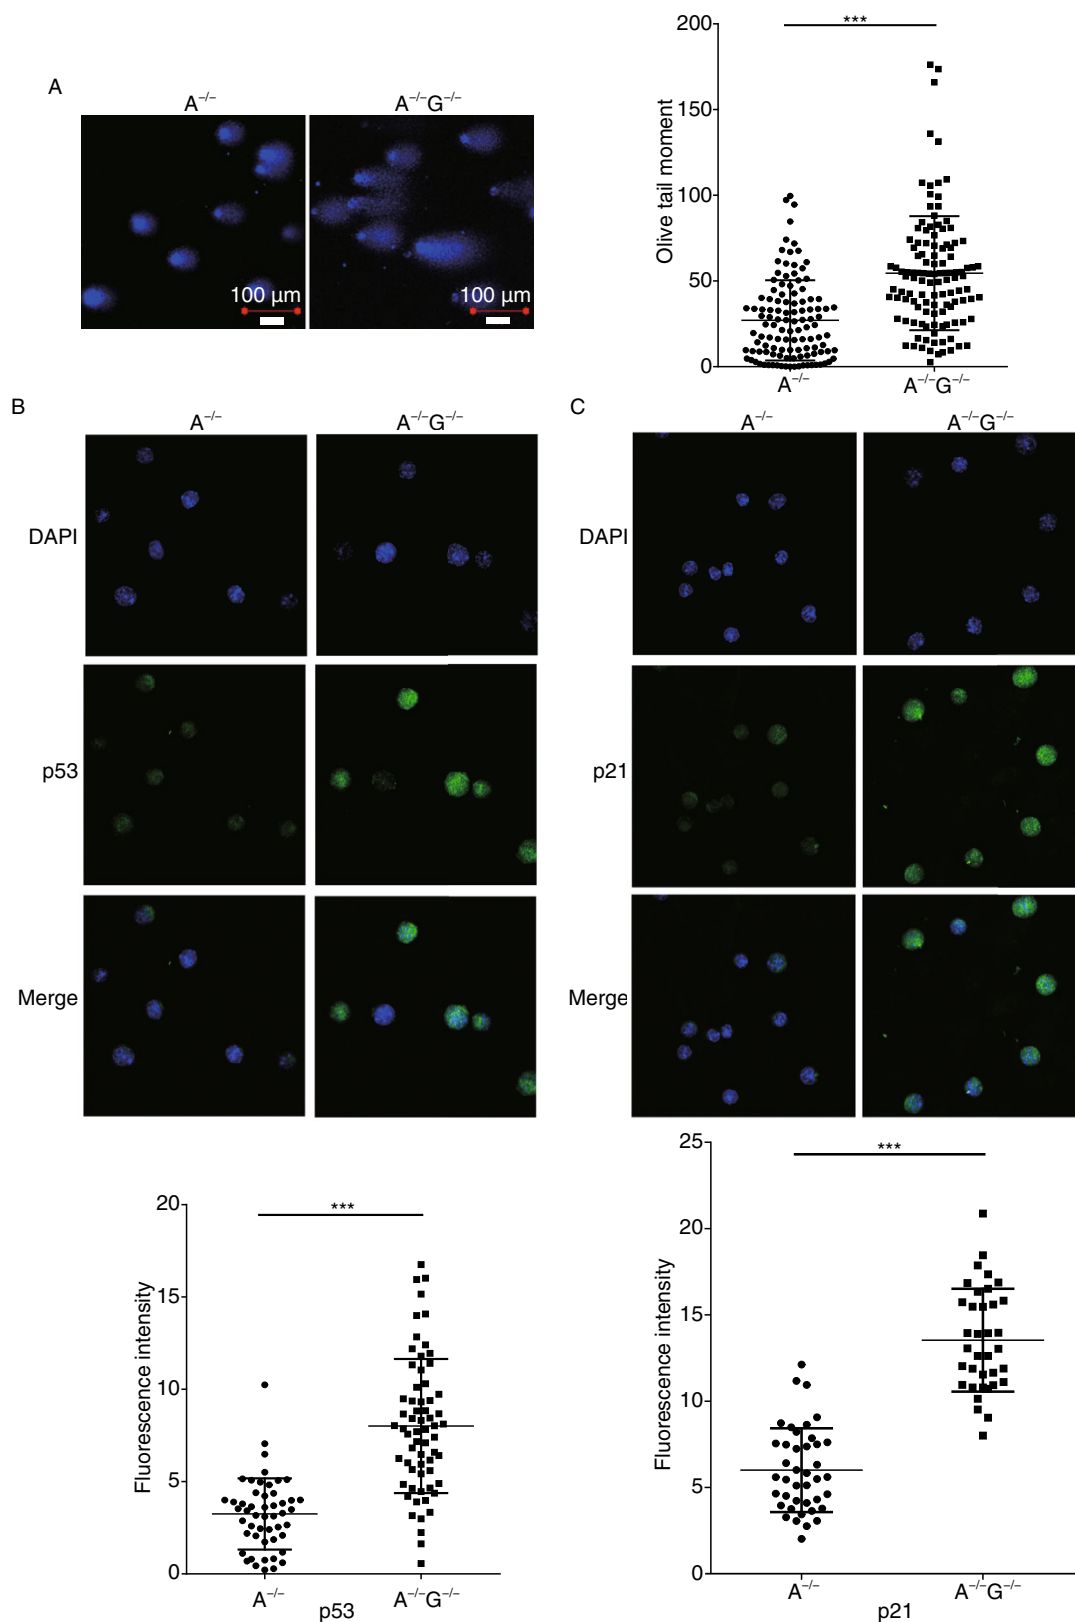 A
A⁻/⁻ A⁻/⁻G⁻/⁻
100 µm 100 µm
***
Olive tail moment
200
150
100
50
0
A⁻/⁻ A⁻/⁻G⁻/⁻
B
A⁻/⁻ A⁻/⁻G⁻/⁻
DAPI
p53
Merge
***
Fluorescence intensity
20
15
10
5
0
A⁻/⁻ A⁻/⁻G⁻/⁻
p53
C
A⁻/⁻ A⁻/⁻G⁻/⁻
DAPI
p21
Merge
***
Fluorescence intensity
25
20
15
10
5
0
A⁻/⁻ A⁻/⁻G⁻/⁻
p21